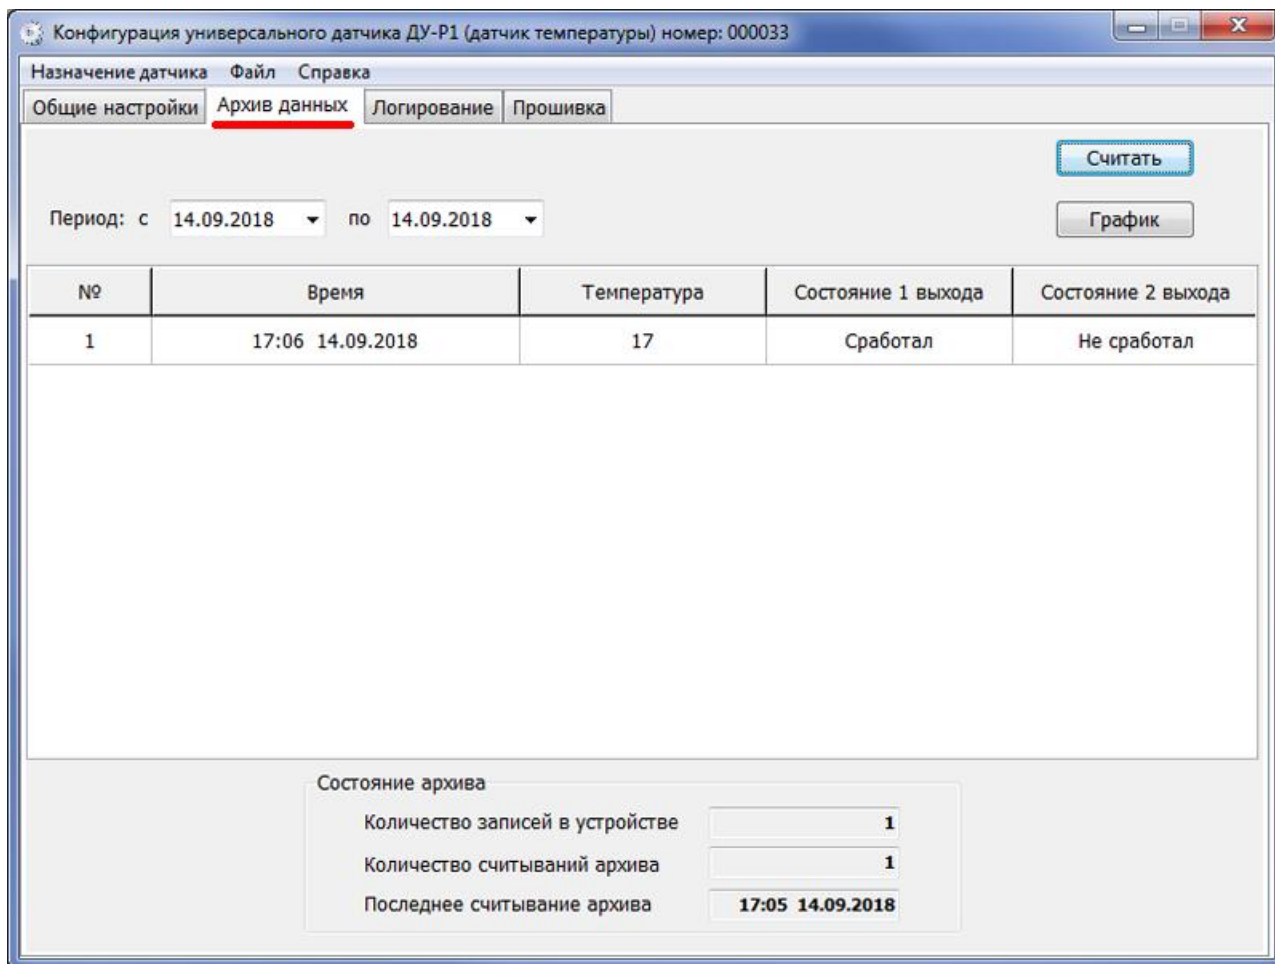 Конфигурация универсального датчика ДУ-Р1 (датчик температуры) номер: 000033
Назначение датчика Файл Справка
Общие настройки Архив данных Логирование Прошивка
Считать
Период: с 14.09.2018 по 14.09.2018
График
№ Время Температура Состояние 1 выхода Состояние 2 выхода
1 17:06 14.09.2018 17 Сработал Не сработал
Состояние архива
Количество записей в устройстве 1
Количество считываний архива 1
Последнее считывание архива 17:05 14.09.2018